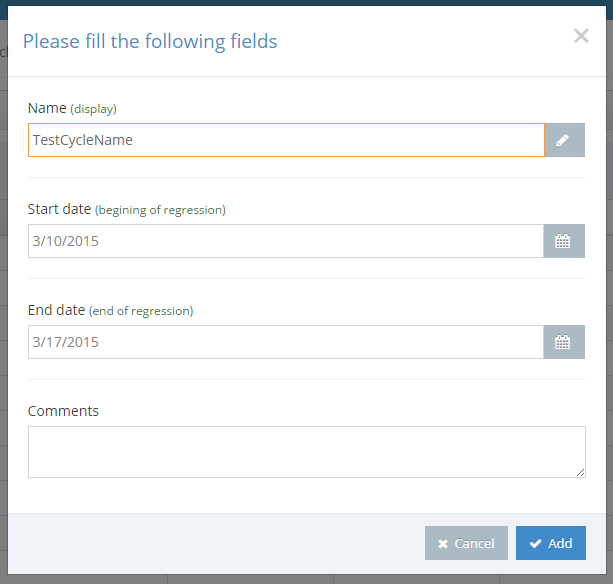 Please fill the following fields
Name (display)
TestCycleName
Start date (begining of regression)
3/10/2015
End date (end of regression)
3/17/2015
Comments
Cancel
Add